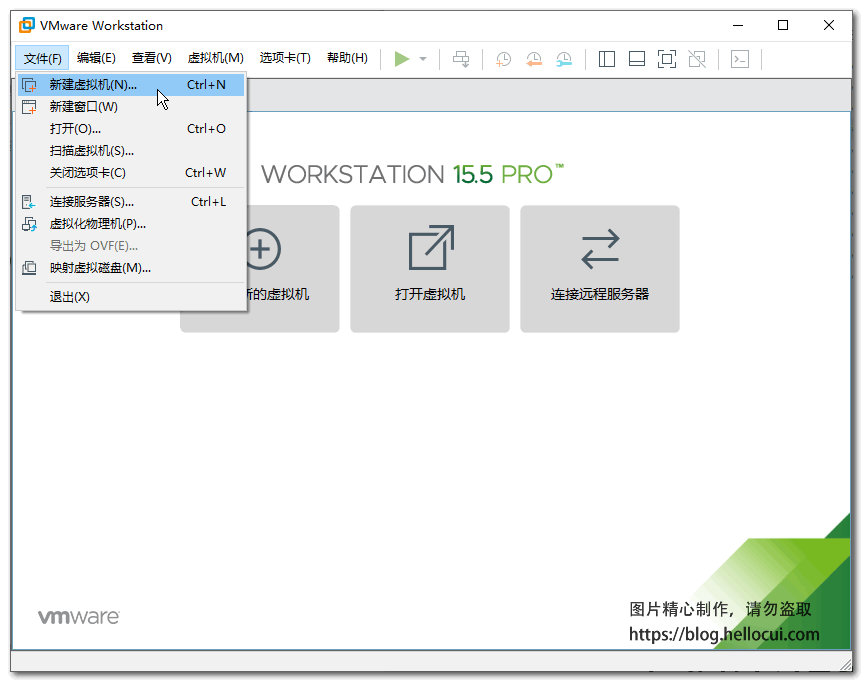 VMware Workstation
文件(F) 编辑(E) 查看(V) 虚拟机(M) 选项卡(T) 帮助(H)
新建虚拟机(N)... Ctrl+N
新建窗口(W)
打开(O)... Ctrl+O
扫描虚拟机(S)...
关闭选项卡(C) Ctrl+W
连接服务器(S)... Ctrl+L
虚拟化物理机(P)...
导出为 OVF(E)...
映射虚拟磁盘(M)...
退出(X)
WORKSTATION 15.5 PRO™
新的虚拟机 打开虚拟机 连接远程服务器
vmware
图片精心制作，请勿盗取
https://blog.hellocui.com